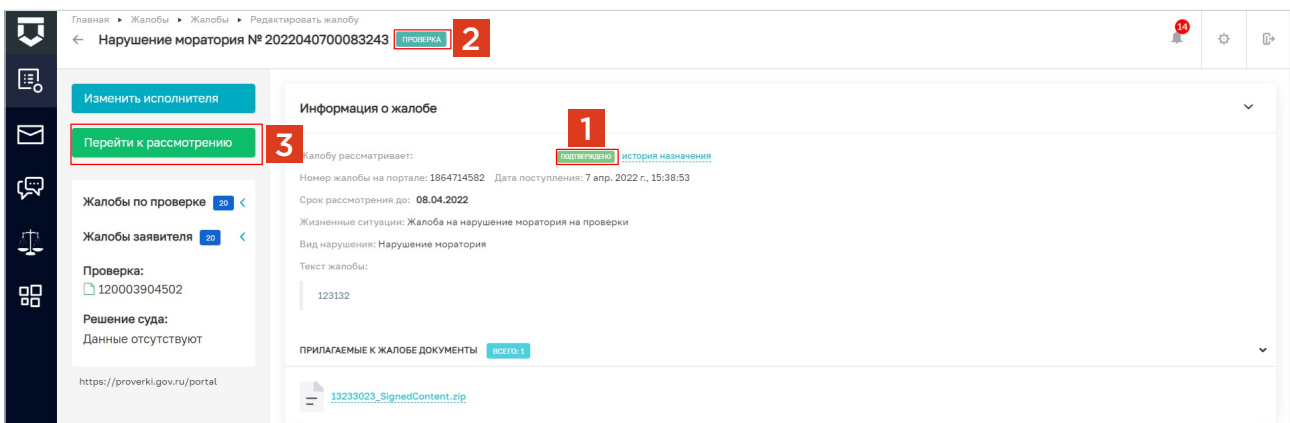 Главная ▸ Жалобы ▸ Жалобы ▸ Редактировать жалобу
← Нарушение моратория № 2022040700083243 ПРОВЕРКА 2
14
Изменить исполнителя
Перейти к рассмотрению 3
Жалобы по проверке 20
Жалобы заявителя 20
Проверка:
120003904502
Решение суда:
Данные отсутствуют
https://proverki.gov.ru/portal
Информация о жалобе
1
Жалобу рассматривает: ПОДТВЕРЖДЕНО история назначения
Номер жалобы на портале: 1864714582 Дата поступления: 7 апр. 2022 г., 15:38:53
Срок рассмотрения до: 08.04.2022
Жизненные ситуации: Жалоба на нарушение моратория на проверки
Вид нарушения: Нарушение моратория
Текст жалобы:
123132
ПРИЛАГАЕМЫЕ К ЖАЛОБЕ ДОКУМЕНТЫ ВСЕГО: 1
13233023_SignedContent.zip